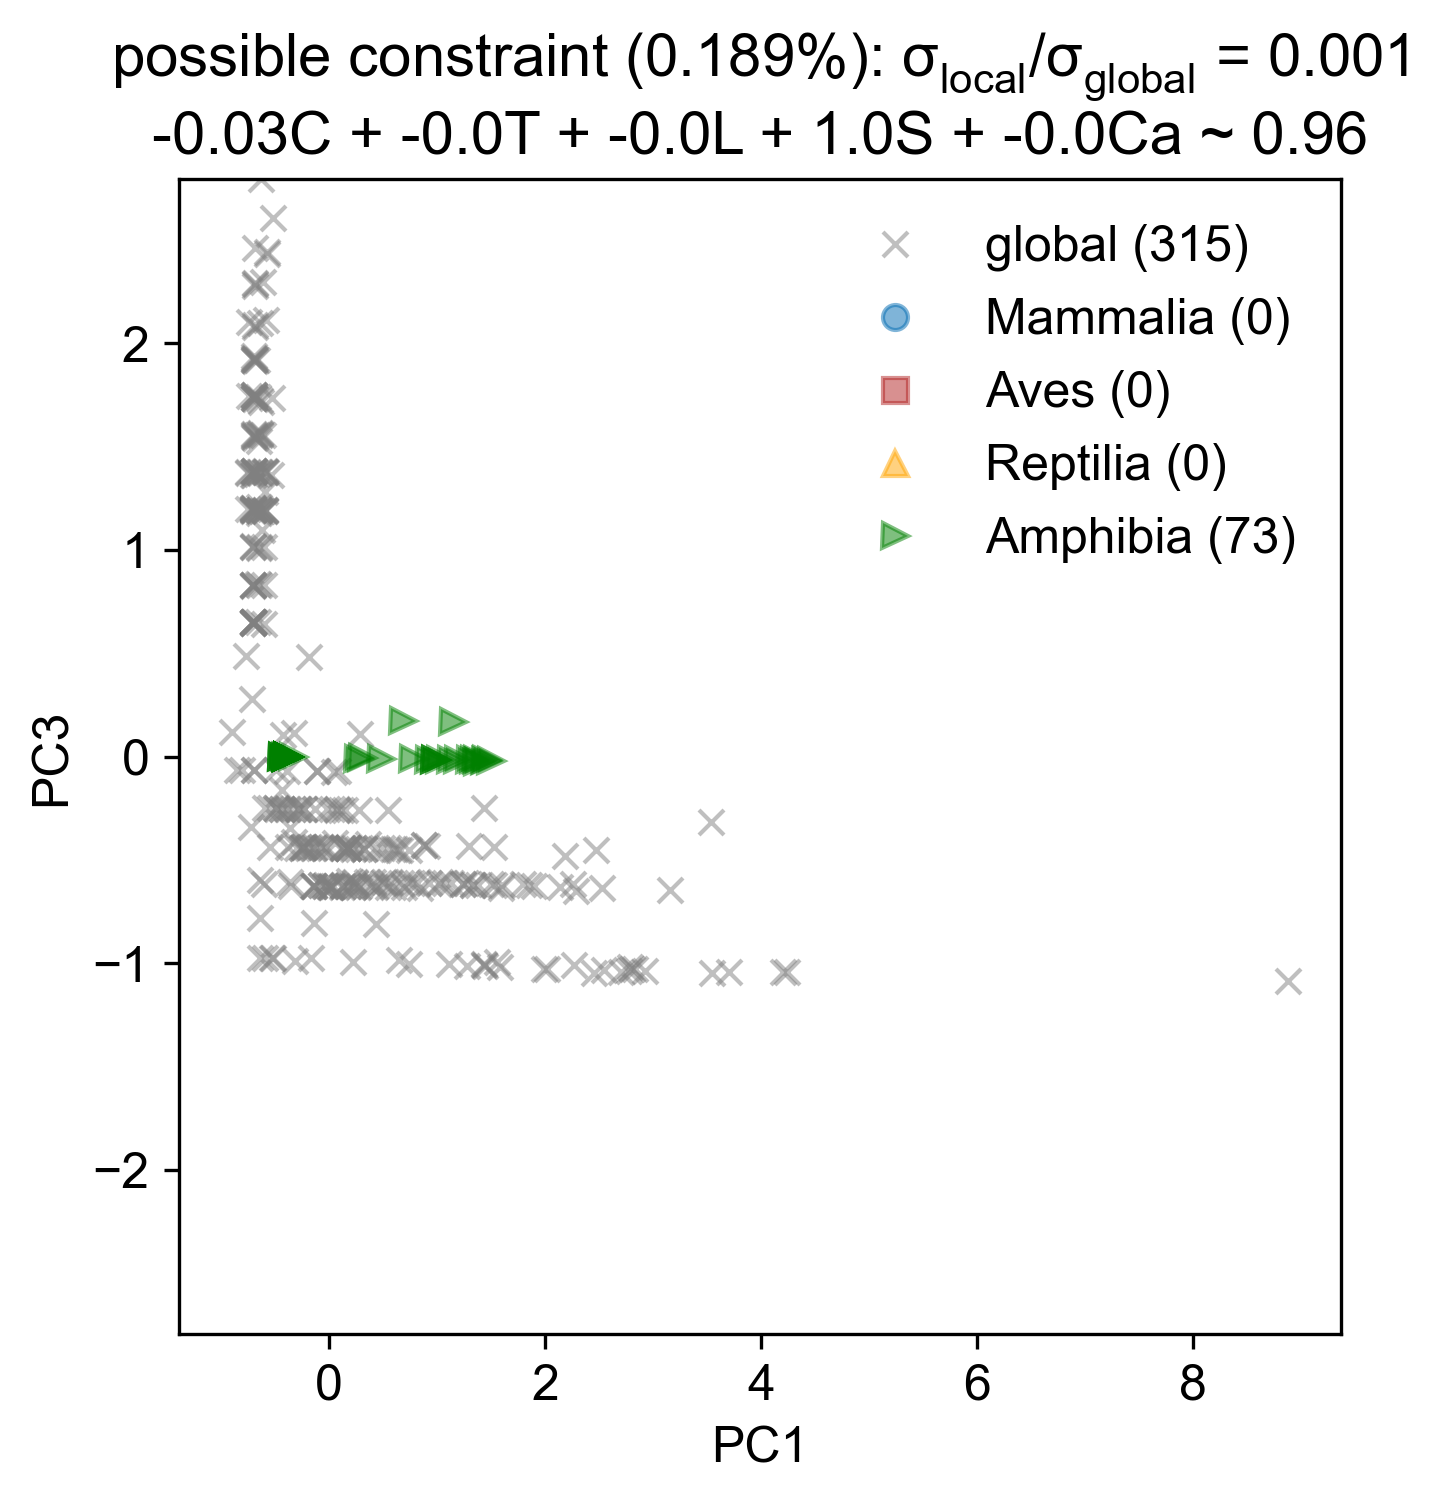 possible constraint (0.189%): σlocal/σglobal = 0.001
-0.03C + -0.0T + -0.0L + 1.0S + -0.0Ca ~ 0.96
global (315)
Mammalia (0)
Aves (0)
Reptilia (0)
Amphibia (73)
2
1
0
−1
−2
PC3
0
2
4
6
8
PC1